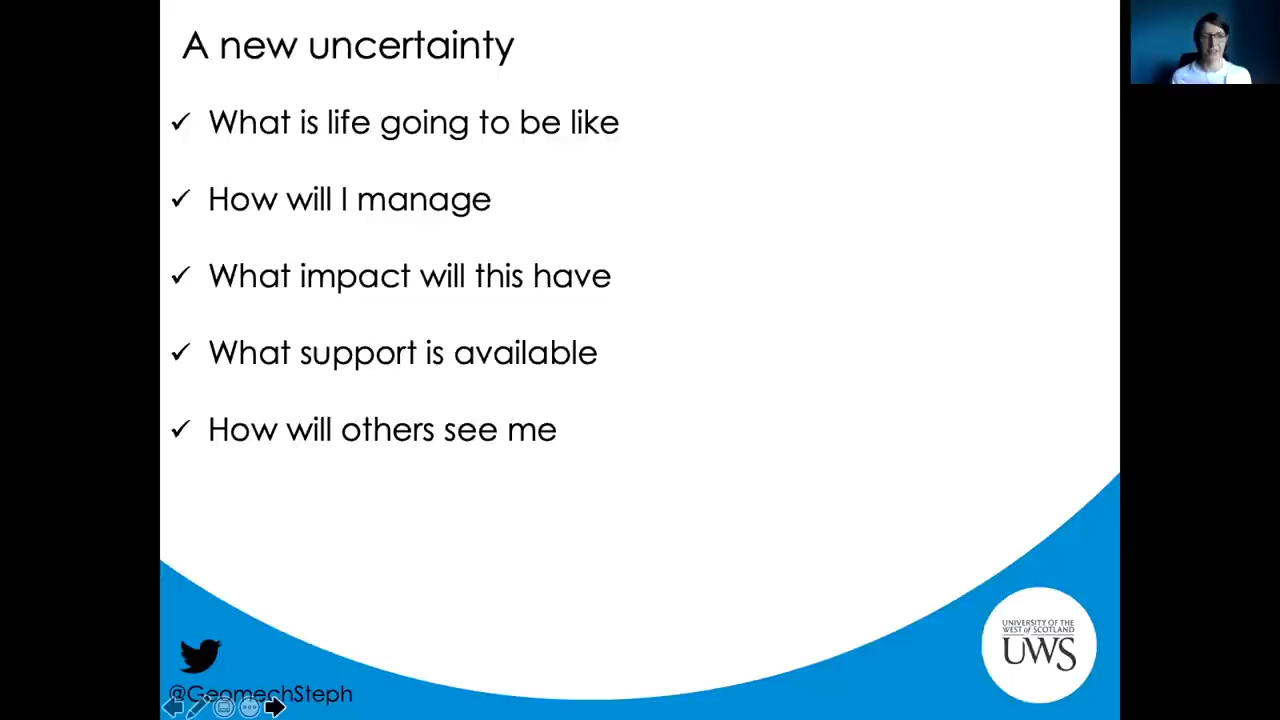 A new uncertainty
✓ What is life going to be like
✓ How will I manage
✓ What impact will this have
✓ What support is available
✓ How will others see me
@GeomechSteph
UNIVERSITY OF THE
WEST OF SCOTLAND
UWS